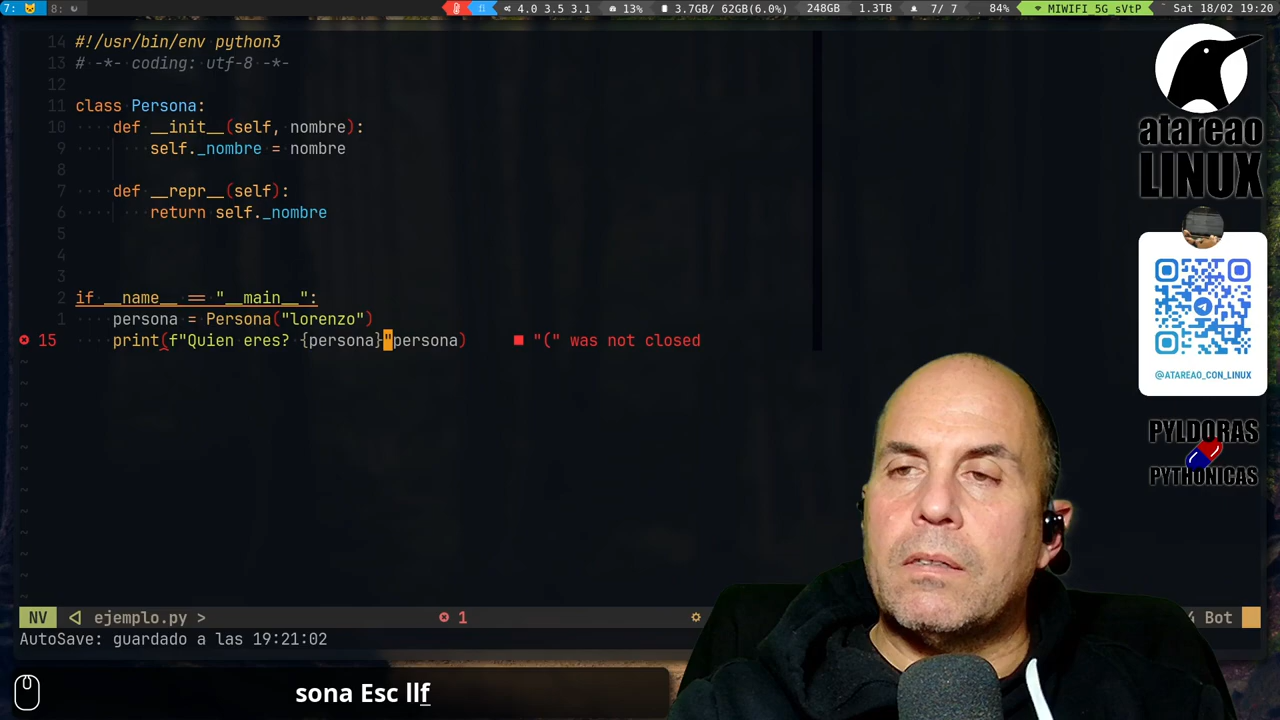 7: 8: 4.0 3.5 3.1 13% 3.7GB/ 62GB(6.0%) 248GB 1.3TB 7/ 7 84% MIWIFI_5G_sVtP Sat 18/02 19:20
14 #!/usr/bin/env python3
13 # -*- coding: utf-8 -*-
12
11 class Persona:
10 def __init__(self, nombre):
9 self._nombre = nombre
8
7 def __repr__(self):
6 return self._nombre
5
4
3
2 if __name__ == "__main__":
1 persona = Persona("lorenzo")
15 print(f"Quien eres? {persona}"persona) ■ "(" was not closed
NV ejemplo.py > 1 Bot
AutoSave: guardado a las 19:21:02
sona Esc llf
atareao
LINUX
@ATAREAO_CON_LINUX
PYLDORAS
PYTHONICAS